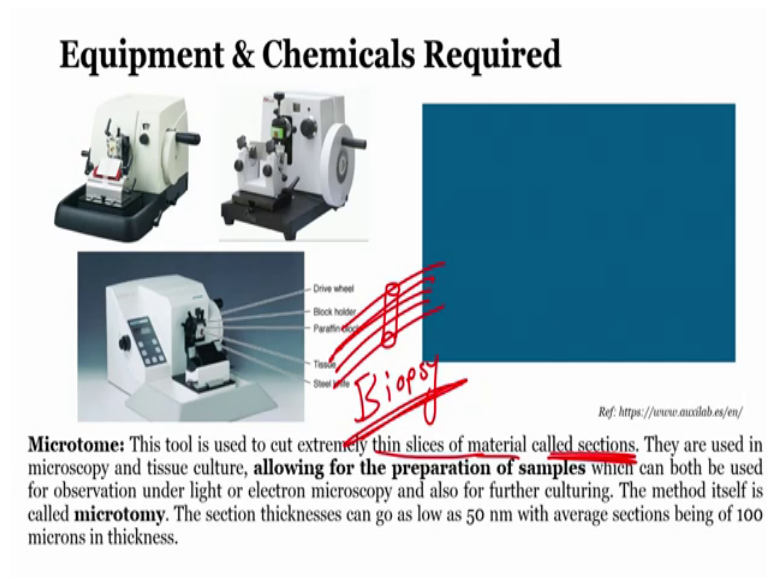 Equipment & Chemicals Required
Drive wheel
Block holder
Paraffin block
Tissue
Steel knife
Biopsy
Ref: https://www.auxilab.es/en/
Microtome: This tool is used to cut extremely thin slices of material called sections. They are used in
microscopy and tissue culture, allowing for the preparation of samples which can both be used
for observation under light or electron microscopy and also for further culturing. The method itself is
called microtomy. The section thicknesses can go as low as 50 nm with average sections being of 100
microns in thickness.